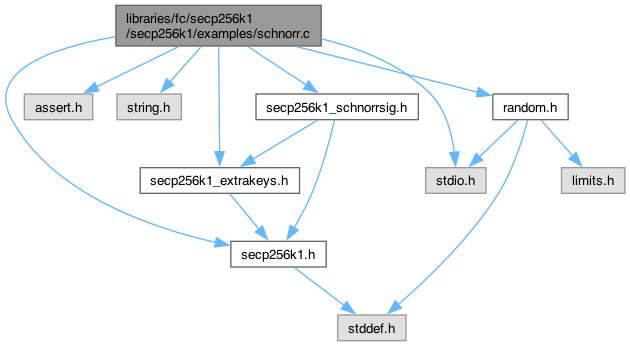 libraries/fc/secp256k1
/secp256k1/examples/schnorr.c
assert.h
string.h
secp256k1_schnorrsig.h
random.h
secp256k1_extrakeys.h
stdio.h
limits.h
secp256k1.h
stddef.h